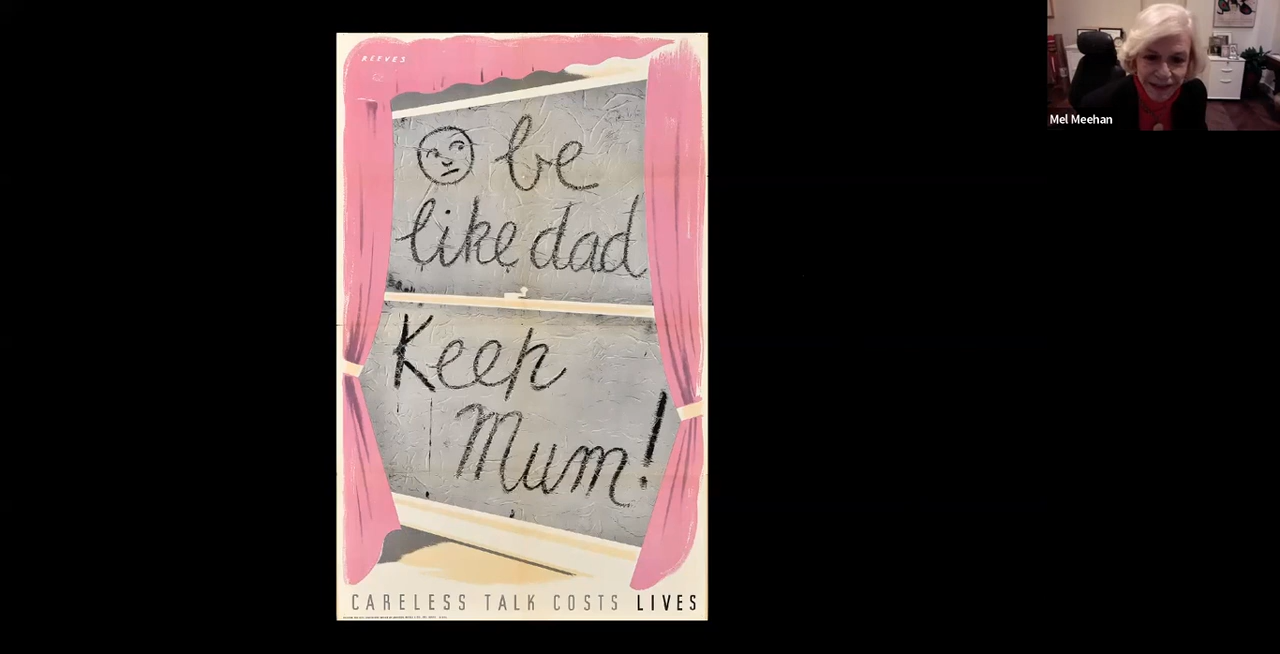 REEVES
be
like dad
Keep
Mum!
CARELESS TALK COSTS LIVES
Mel Meehan